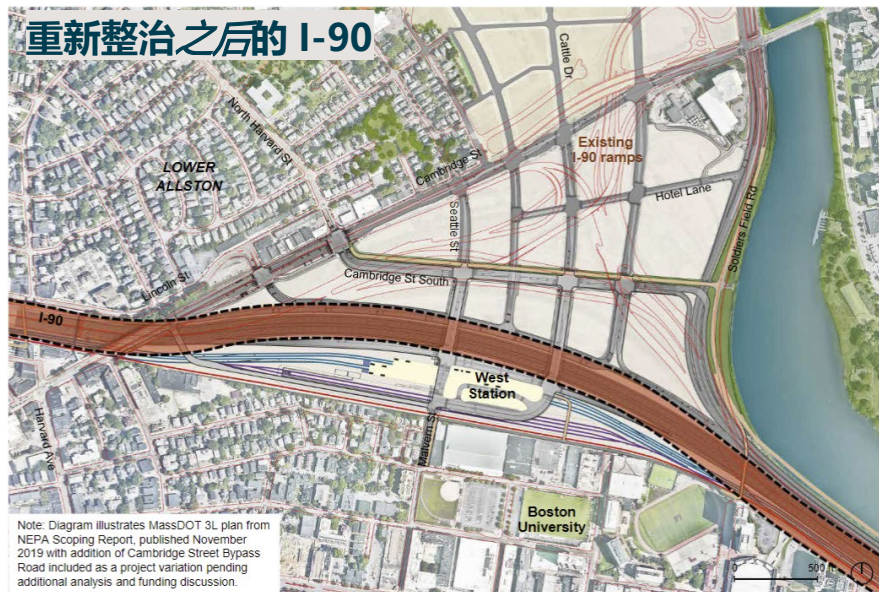 重新整治之后的 I-90
Cattle Dr
North Harvard St
Existing
I-90 ramps
LOWER
ALLSTON
Cambridge St
Hotel Lane
Seattle St
Soldiers Field Rd
Lincoln St
Cambridge St South
I-90
West
Station
Harvard Ave
Malvern St
Boston
University
Note: Diagram illustrates MassDOT 3L plan from
NEPA Scoping Report, published November
2019 with addition of Cambridge Street Bypass
Road included as a project variation pending
additional analysis and funding discussion.
0
500